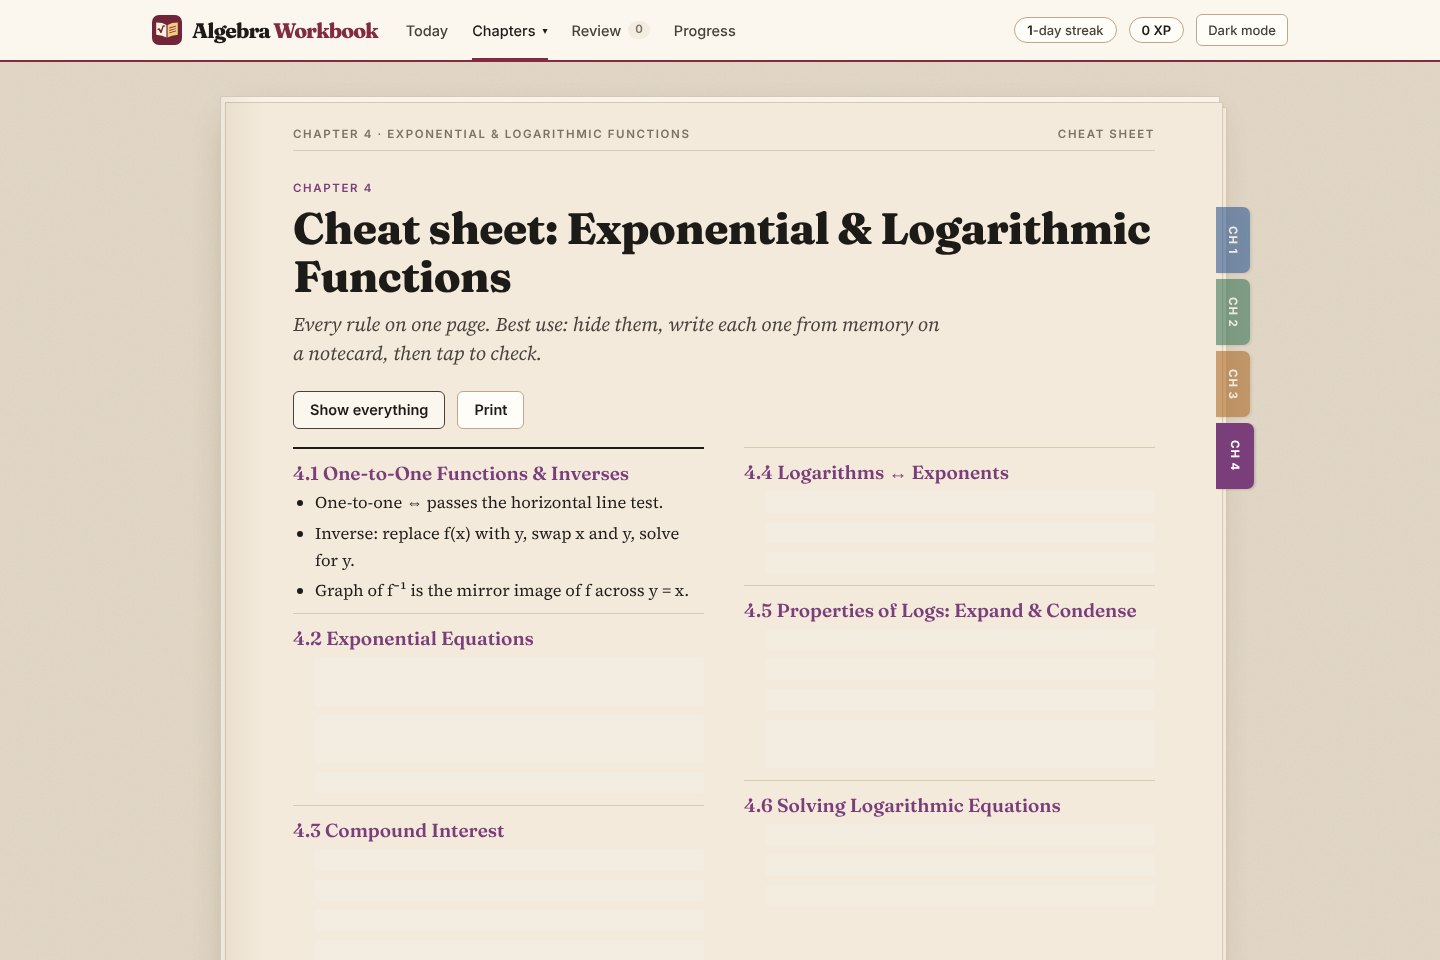 Algebra Workbook
Today
Chapters ▾
Review 0
Progress
1-day streak
0 XP
Dark mode
CHAPTER 4 · EXPONENTIAL & LOGARITHMIC FUNCTIONS
CHEAT SHEET
CHAPTER 4
Cheat sheet: Exponential & Logarithmic
Functions
Every rule on one page. Best use: hide them, write each one from memory on
a notecard, then tap to check.
Show everything
Print
4.1 One-to-One Functions & Inverses
• One-to-one ⇔ passes the horizontal line test.
• Inverse: replace f(x) with y, swap x and y, solve
for y.
• Graph of f⁻¹ is the mirror image of f across y = x.
4.2 Exponential Equations
4.3 Compound Interest
4.4 Logarithms ↔ Exponents
4.5 Properties of Logs: Expand & Condense
4.6 Solving Logarithmic Equations
CH 1
CH 2
CH 3
CH 4